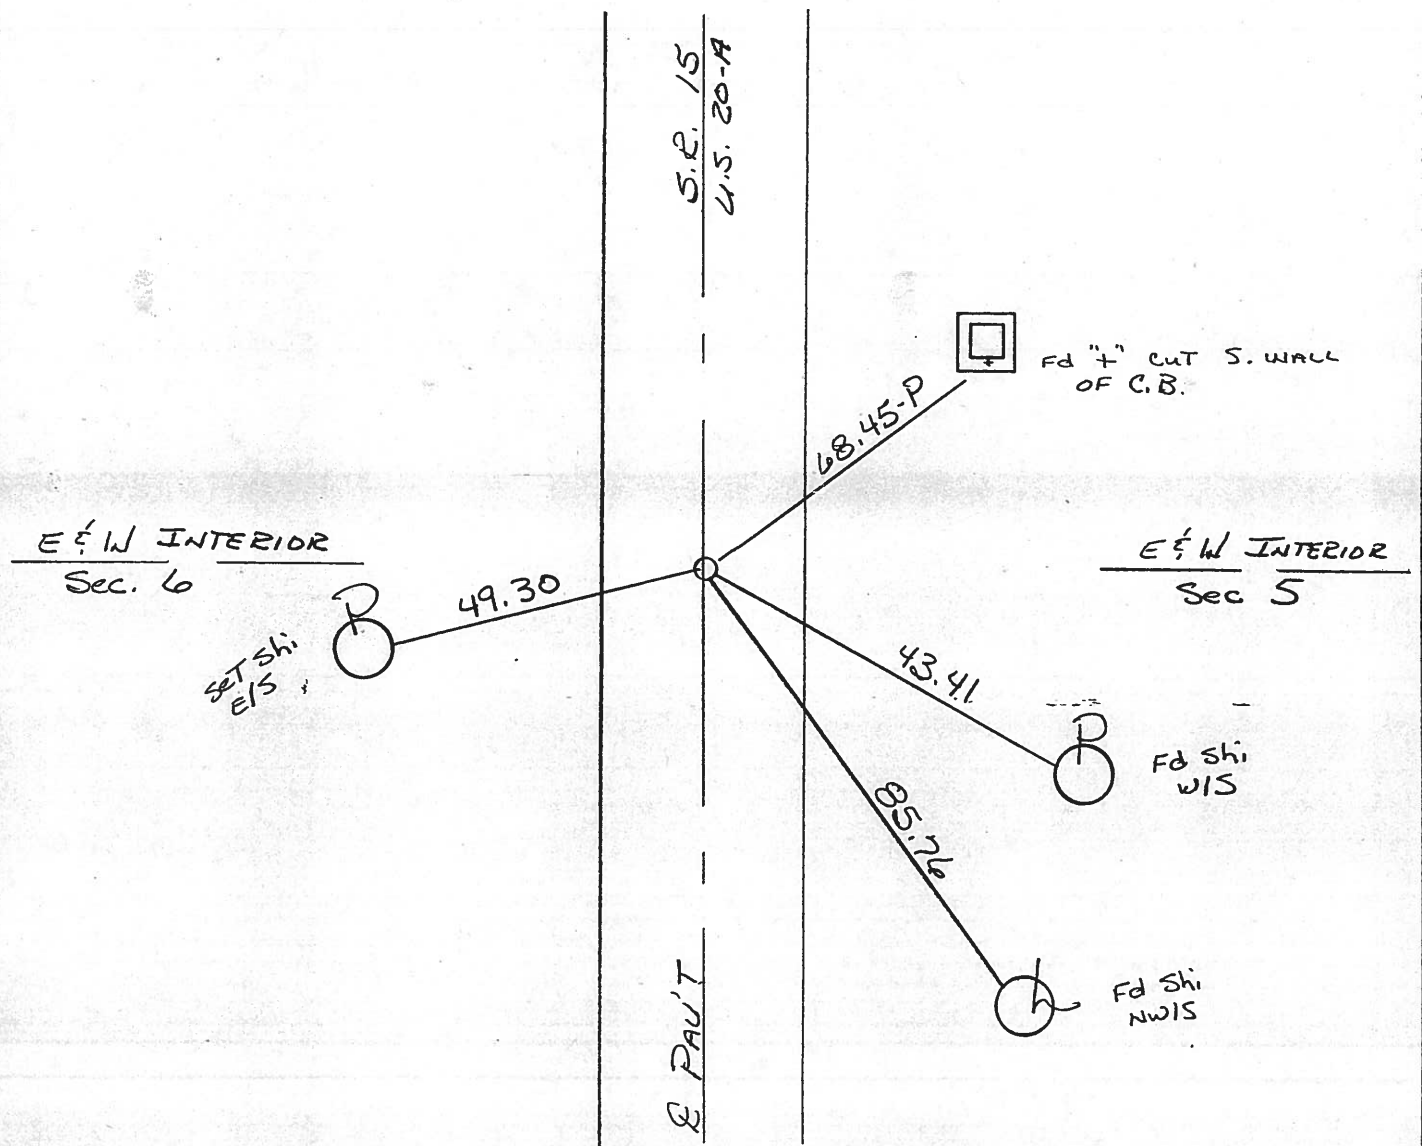 S.R. 15
U.S. 20-A
Fd "+" CUT S. WALL
OF C.B.
68.45-P
E & W INTERIOR
Sec. 6
E & W INTERIOR
Sec 5
49.30
P
SeT Shi
E/S
43.41
P
Fd Shi
W/S
85.76
Fd Shi
NW/S
℄ PAV'T